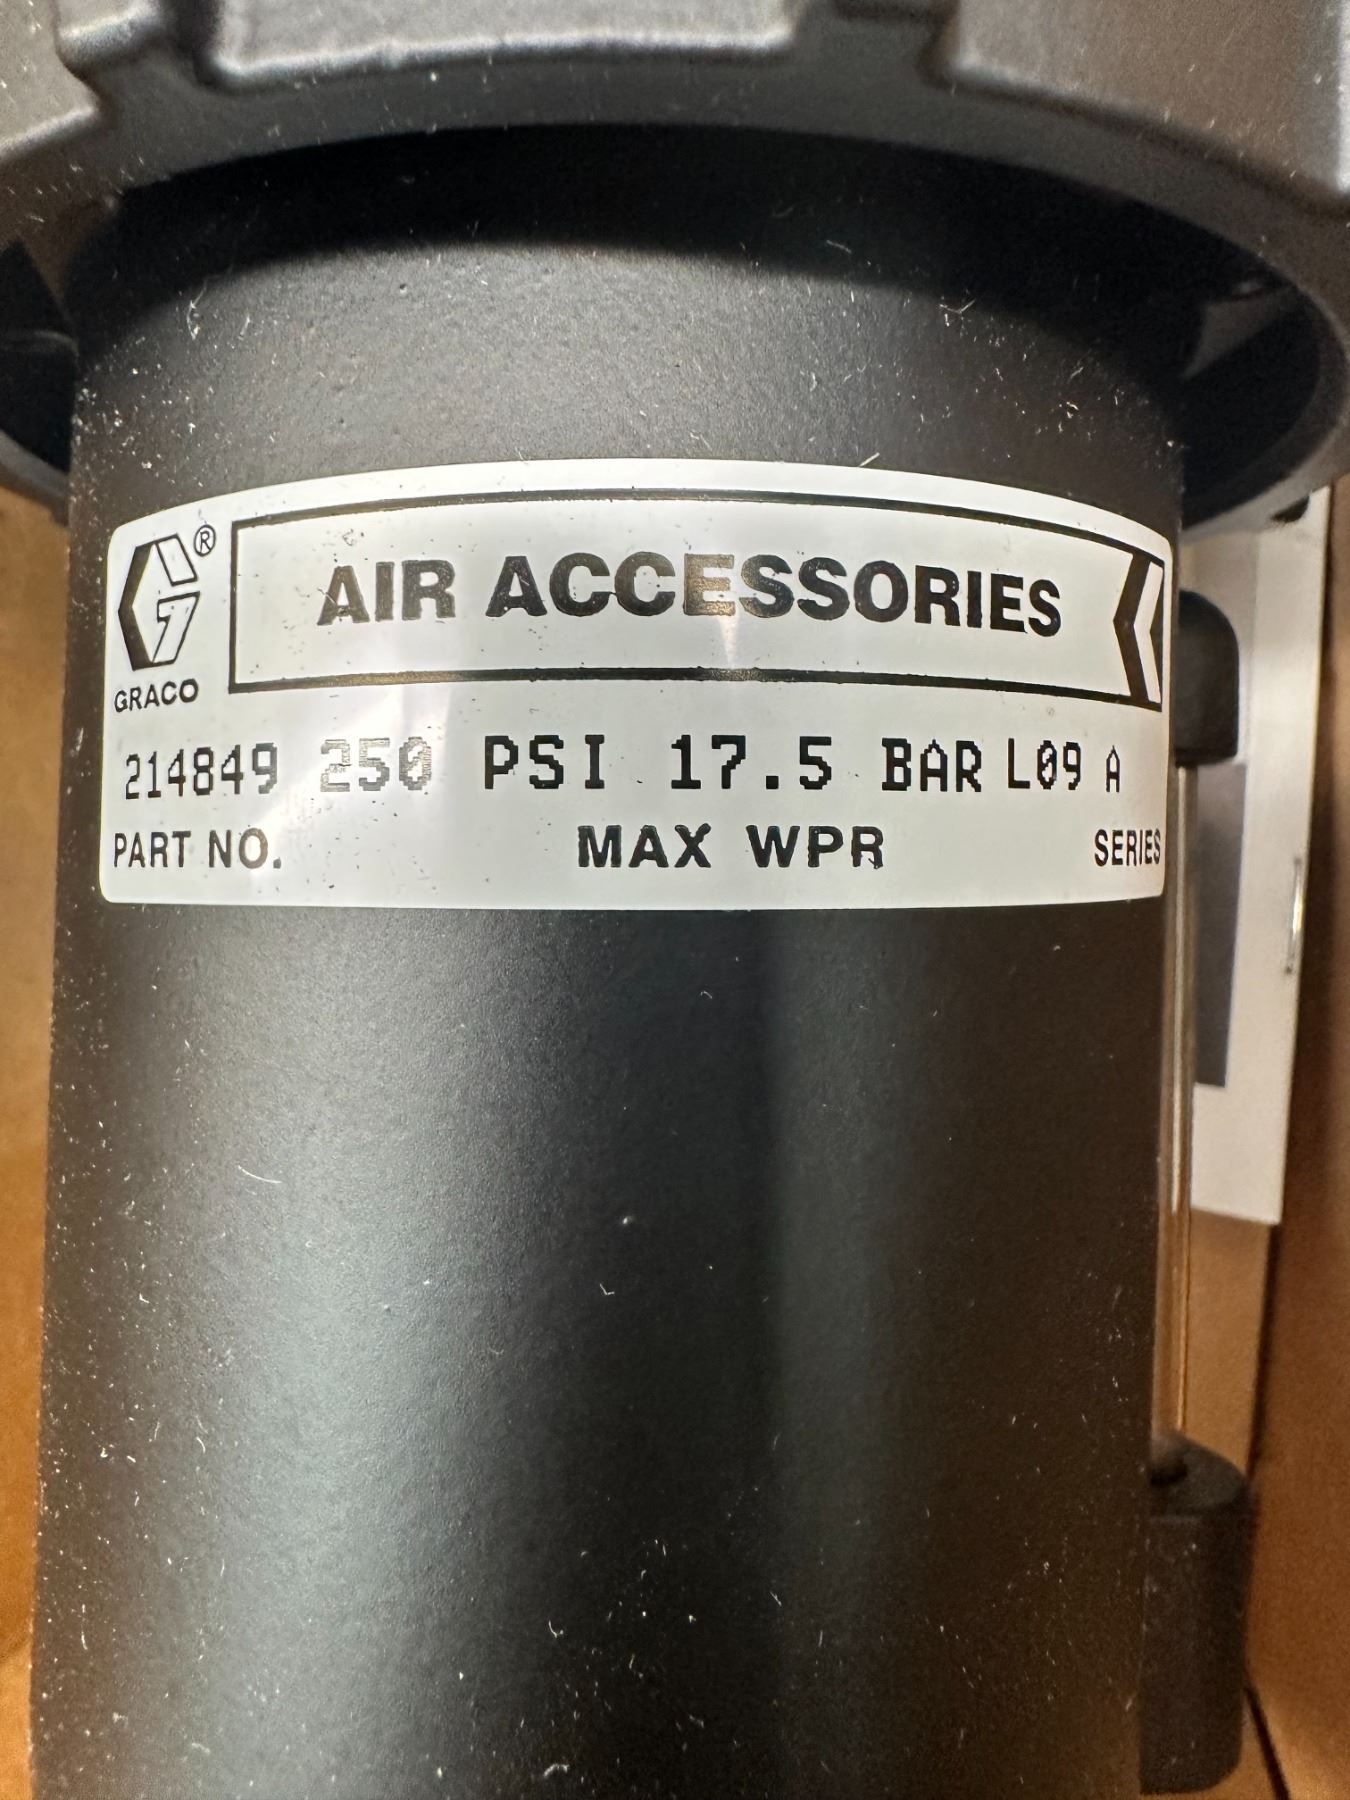 ®
AIR ACCESSORIES
GRACO
214849 250 PSI 17.5 BAR L09 A
PART NO. MAX WPR SERIES